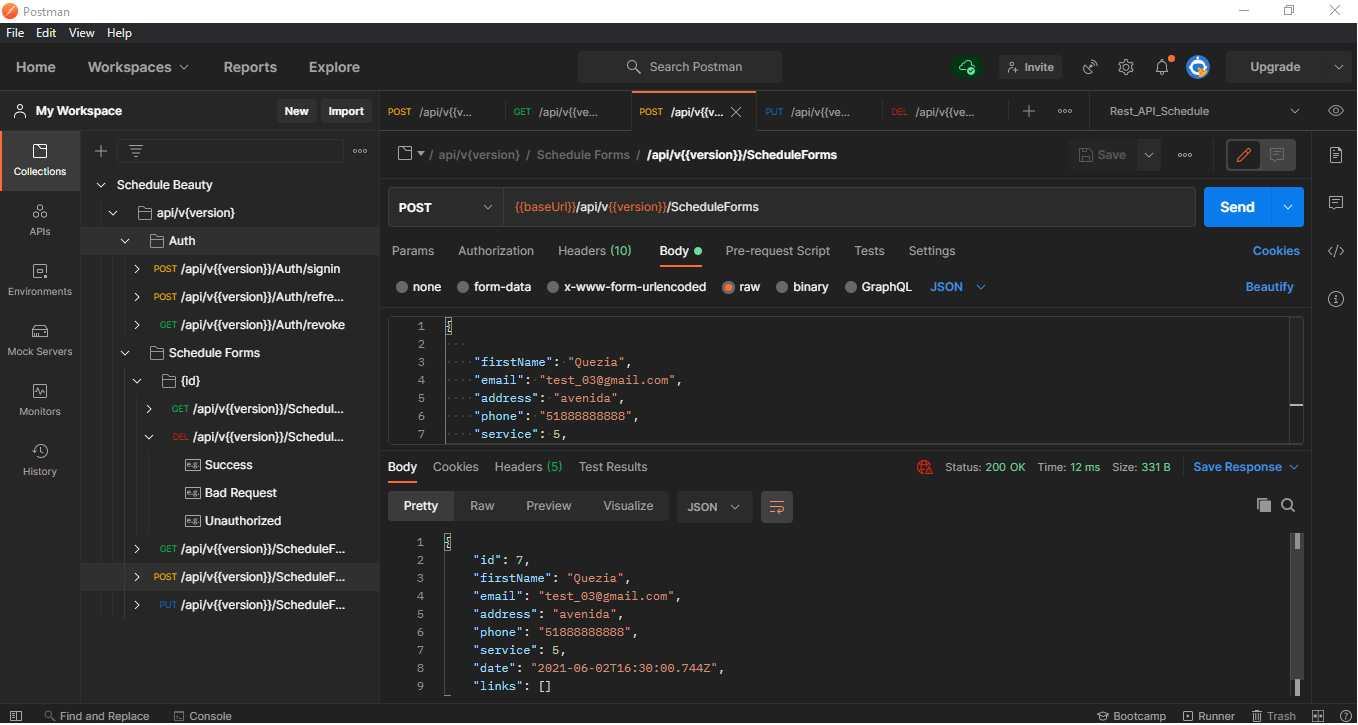 Postman
File Edit View Help
Home Workspaces Reports Explore Search Postman Invite Upgrade
My Workspace New Import
POST /api/v{{v... GET /api/v{{ve... POST /api/v{{v... PUT /api/v{{ve... DEL /api/v{{ve... Rest_API_Schedule
/ api/v{version} / Schedule Forms / /api/v{{version}}/ScheduleForms Save
Collections
APIs
Environments
Mock Servers
Monitors
History
Schedule Beauty
api/v{version}
Auth
POST /api/v{{version}}/Auth/signin
POST /api/v{{version}}/Auth/refre...
GET /api/v{{version}}/Auth/revoke
Schedule Forms
{id}
GET /api/v{{version}}/Schedul...
DEL /api/v{{version}}/Schedul...
e.g. Success
e.g. Bad Request
e.g. Unauthorized
GET /api/v{{version}}/ScheduleF...
POST /api/v{{version}}/ScheduleF...
PUT /api/v{{version}}/ScheduleF...
POST {{baseUrl}}/api/v{{version}}/ScheduleForms Send
Params Authorization Headers (10) Body Pre-request Script Tests Settings Cookies
none form-data x-www-form-urlencoded raw binary GraphQL JSON Beautify
1 {
2
3 "firstName": "Quezia",
4 "email": "test_03@gmail.com",
5 "address": "avenida",
6 "phone": "51888888888",
7 "service": 5,
Body Cookies Headers (5) Test Results Status: 200 OK Time: 12 ms Size: 331 B Save Response
Pretty Raw Preview Visualize JSON
1 {
2 "id": 7,
3 "firstName": "Quezia",
4 "email": "test_03@gmail.com",
5 "address": "avenida",
6 "phone": "51888888888",
7 "service": 5,
8 "date": "2021-06-02T16:30:00.744Z",
9 "links": []
Find and Replace Console Bootcamp Runner Trash